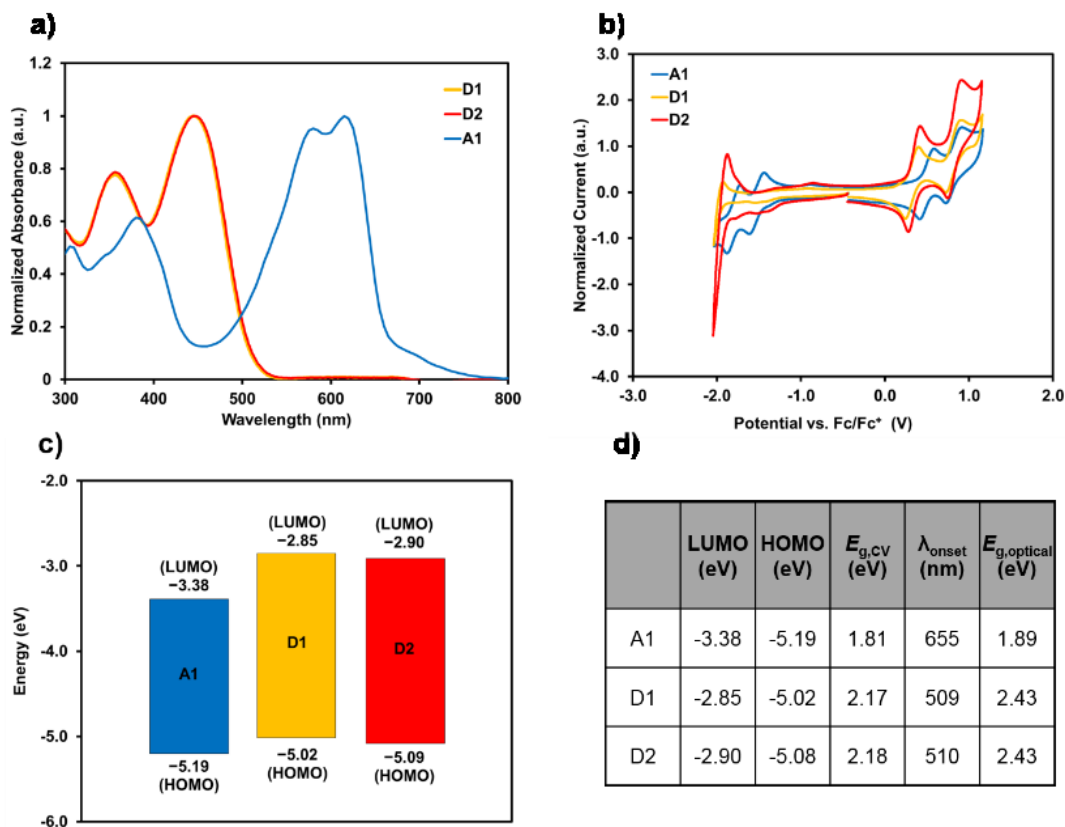 a)
1.2
1
0.8
0.6
0.4
0.2
0
300 400 500 600 700 800
Normalized Absorbance (a.u.)
Wavelength (nm)
D1
D2
A1
b)
3.0
2.0
1.0
0.0
-1.0
-2.0
-3.0
-4.0
-3.0 -2.0 -1.0 0.0 1.0 2.0
Normalized Current (a.u.)
Potential vs. Fc/Fc⁺ (V)
A1
D1
D2
c)
-2.0
-3.0
-4.0
-5.0
-6.0
Energy (eV)
(LUMO)
−3.38
A1
−5.19
(HOMO)
(LUMO)
−2.85
D1
−5.02
(HOMO)
(LUMO)
−2.90
D2
−5.09
(HOMO)
d)
LUMO (eV) HOMO (eV) Eg,CV (eV) λonset (nm) Eg,optical (eV)
A1 -3.38 -5.19 1.81 655 1.89
D1 -2.85 -5.02 2.17 509 2.43
D2 -2.90 -5.08 2.18 510 2.43